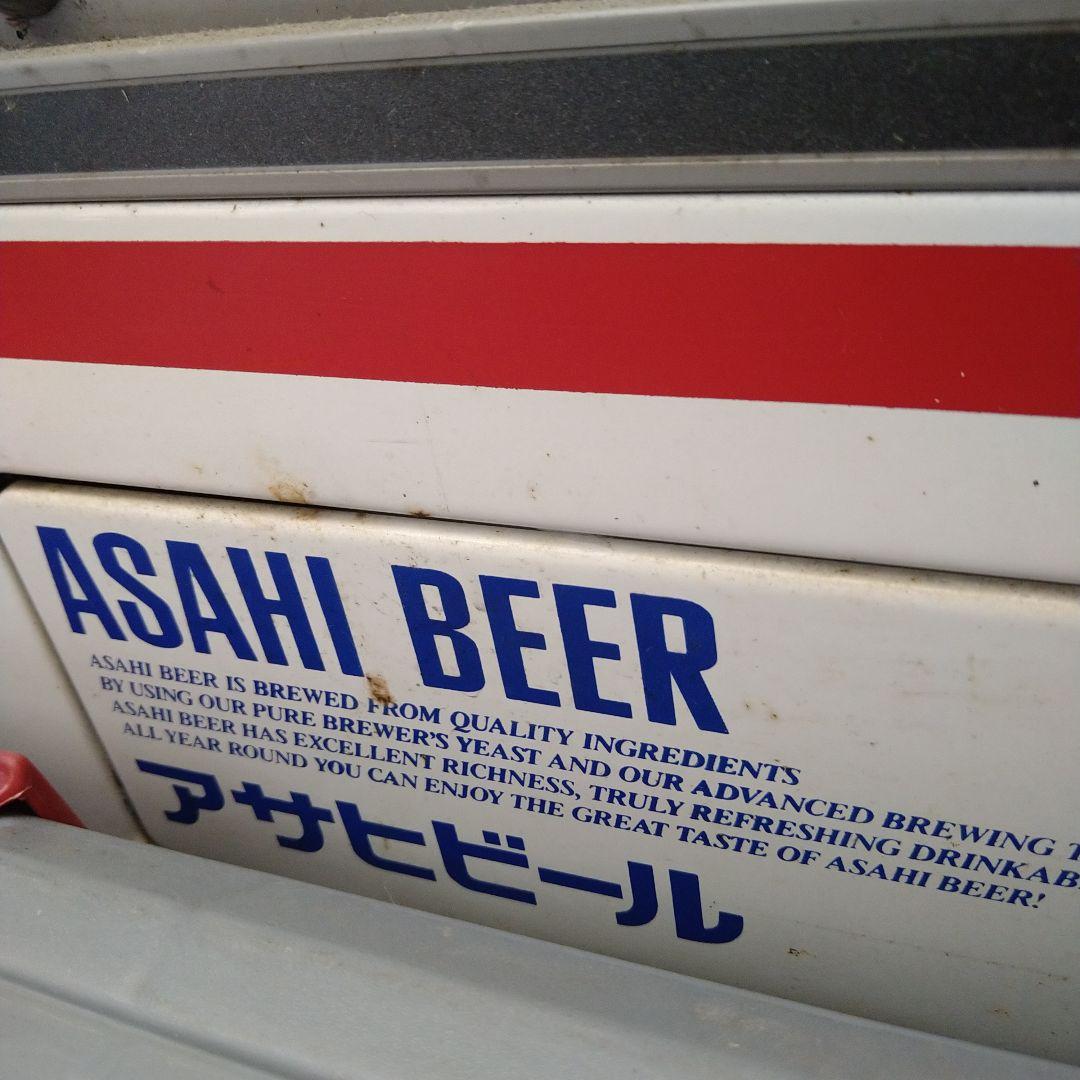 ASAHI BEER
ASAHI BEER IS BREWED FROM QUALITY INGREDIENTS
BY USING OUR PURE BREWER'S YEAST AND OUR ADVANCED BREWING
ASAHI BEER HAS EXCELLENT RICHNESS, TRULY REFRESHING
ALL YEAR ROUND YOU CAN ENJOY THE GREAT TASTE OF ASAHI BEER!
アサヒビール